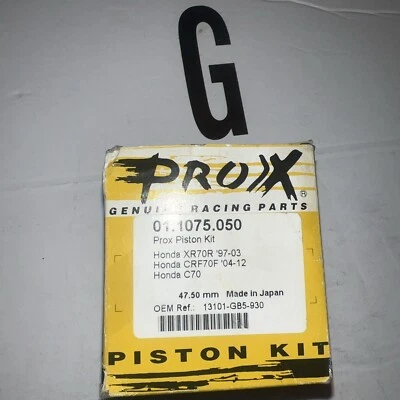 G
PROX®
GENUINE RACING PARTS
01.1075.050
Prox Piston Kit
Honda XR70R '97-03
Honda CRF70F '04-12
Honda C70
47.50 mm Made in Japan
OEM Ref.: 13101-GB5-930
PISTON KIT